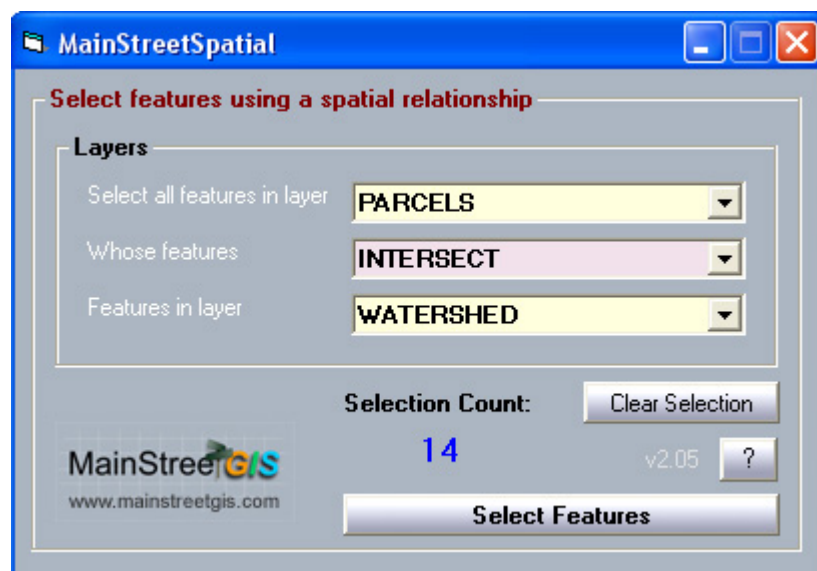 MainStreetSpatial
Select features using a spatial relationship
Layers
Select all features in layer PARCELS
Whose features INTERSECT
Features in layer WATERSHED
Selection Count: Clear Selection
14 v2.05 ?
MainStreetGIS
www.mainstreetgis.com
Select Features